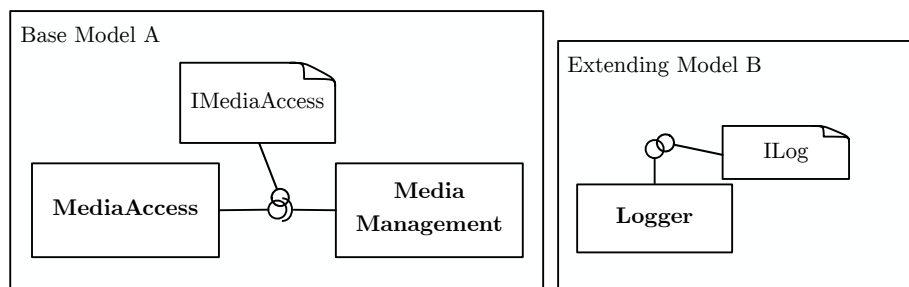 Base Model A
IMediaAccess
MediaAccess
Media
Management
Extending Model B
ILog
Logger